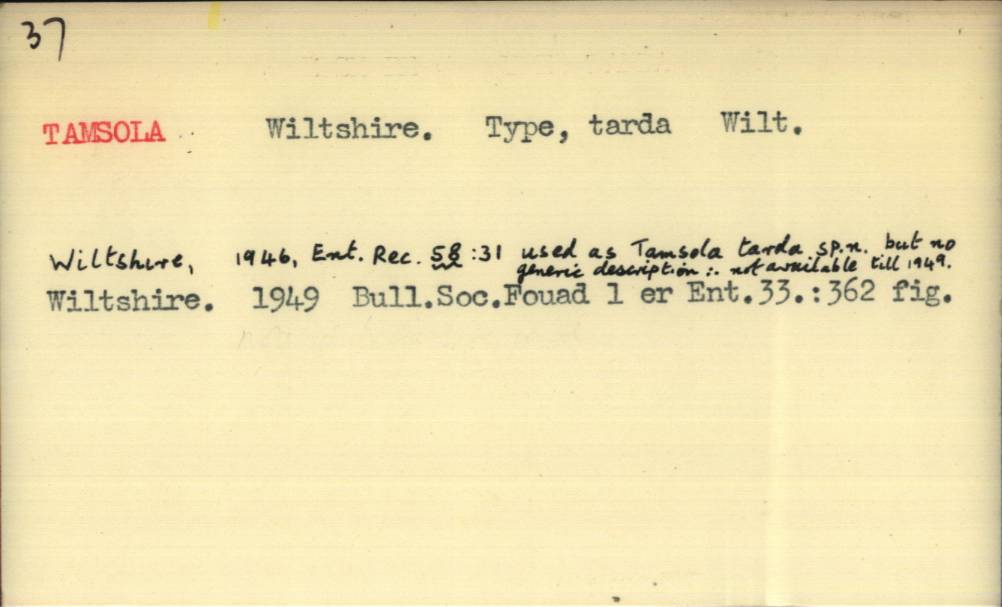 37
TAMSOLA Wiltshire. Type, tarda Wilt.
Wiltshire, 1946, Ent. Rec. 58 :31 used as Tamsola tarda sp.n. but no
generic description ∴ not available till 1949.
Wiltshire. 1949 Bull.Soc.Fouad 1 er Ent.33.:362 fig.